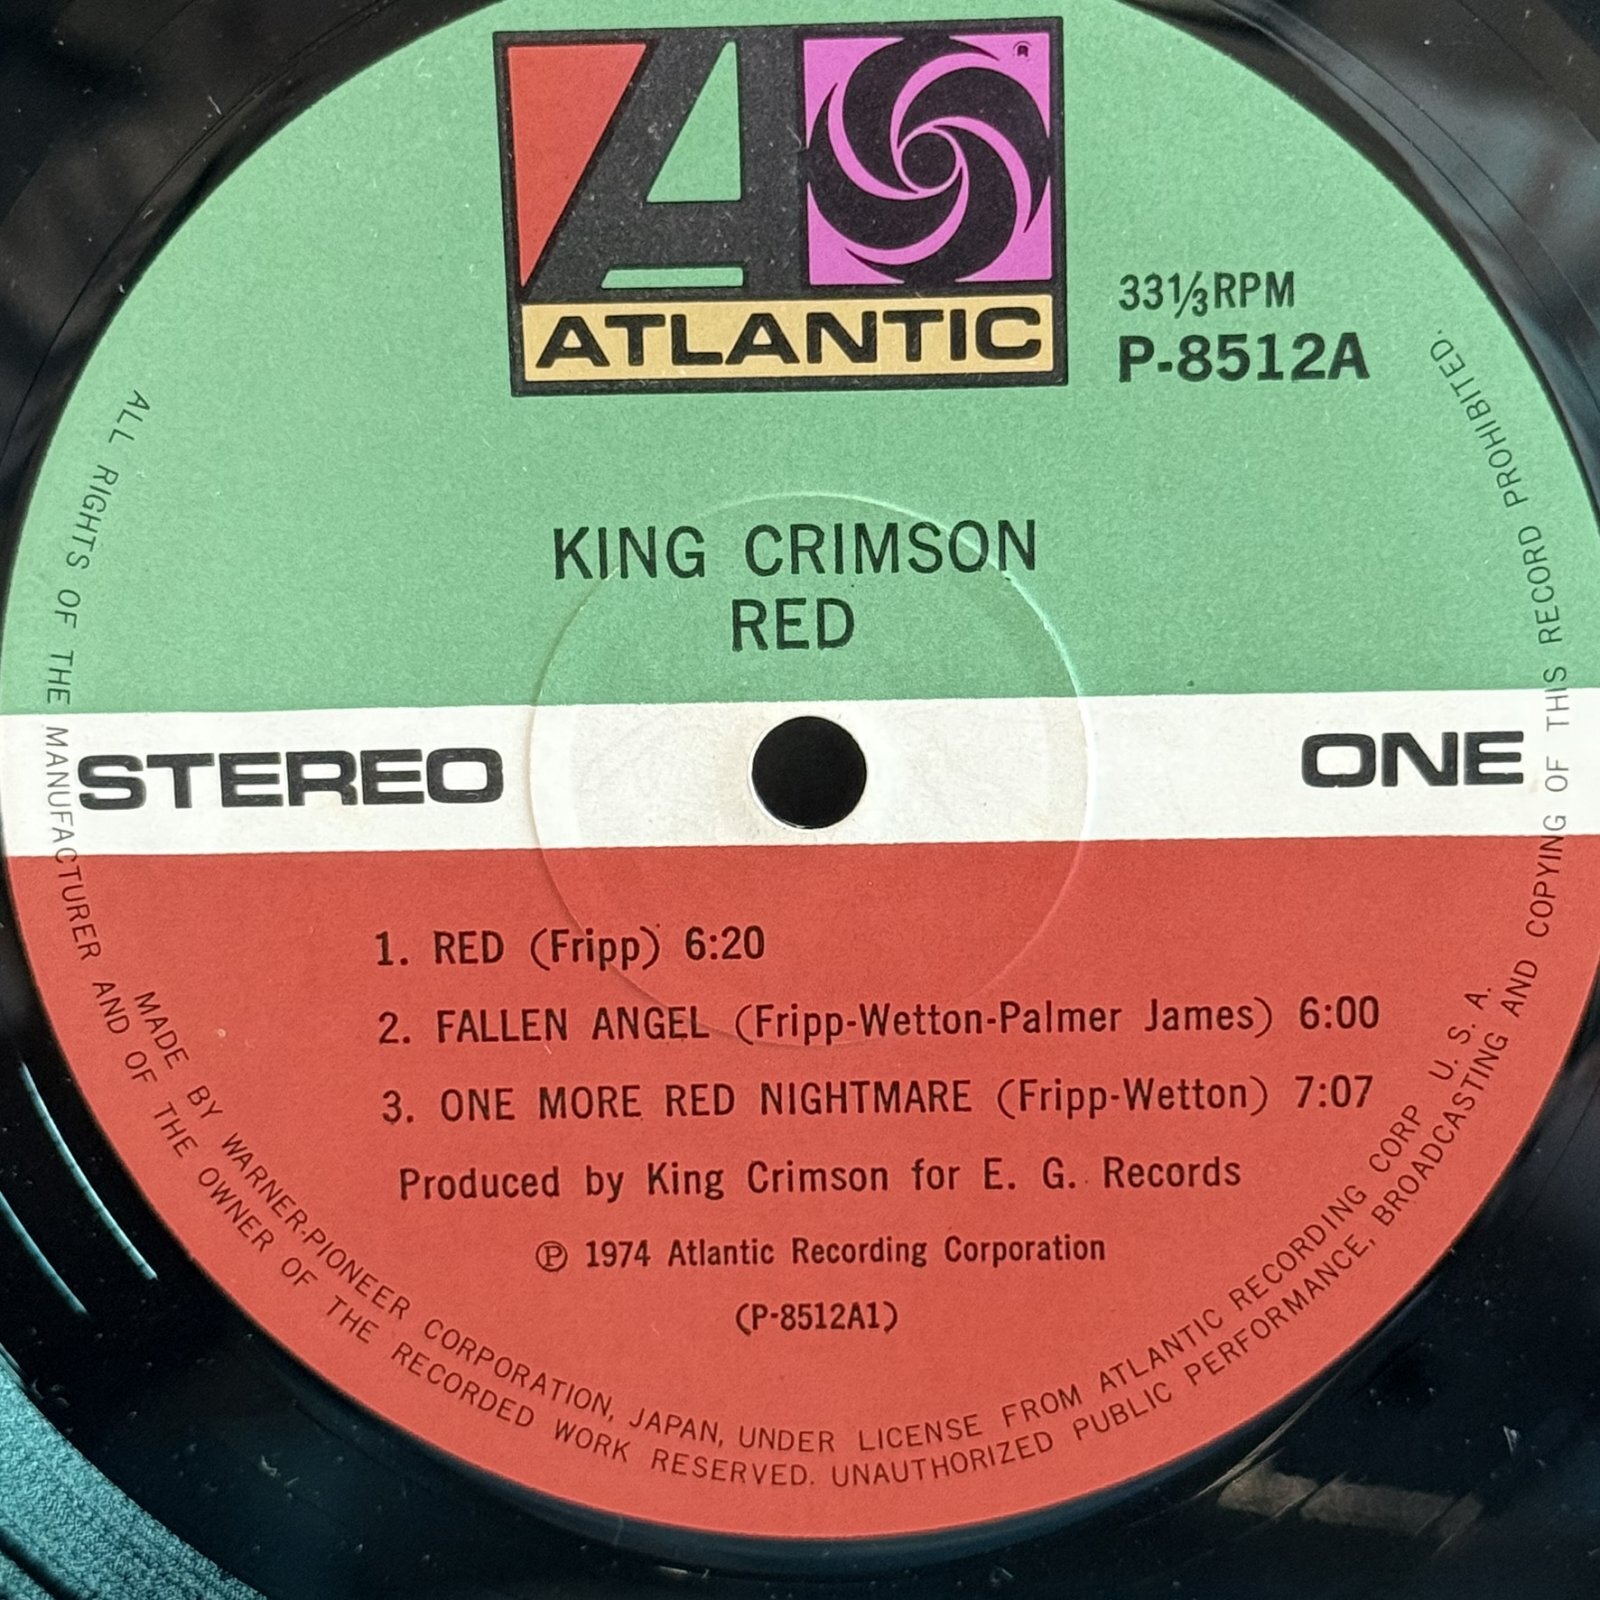 ®
ATLANTIC
33⅓RPM
P-8512A
KING CRIMSON
RED
STEREO
ONE
1. RED (Fripp) 6:20
2. FALLEN ANGEL (Fripp-Wetton-Palmer James) 6:00
3. ONE MORE RED NIGHTMARE (Fripp-Wetton) 7:07
Produced by King Crimson for E. G. Records
Ⓟ 1974 Atlantic Recording Corporation
(P-8512A1)
MADE BY WARNER-PIONEER CORPORATION, JAPAN, UNDER LICENSE FROM ATLANTIC RECORDING CORP U. S. A.
ALL RIGHTS OF THE MANUFACTURER AND OF THE OWNER OF THE RECORDED WORK RESERVED. UNAUTHORIZED PUBLIC PERFORMANCE, BROADCASTING AND COPYING OF THIS RECORD PROHIBITED.